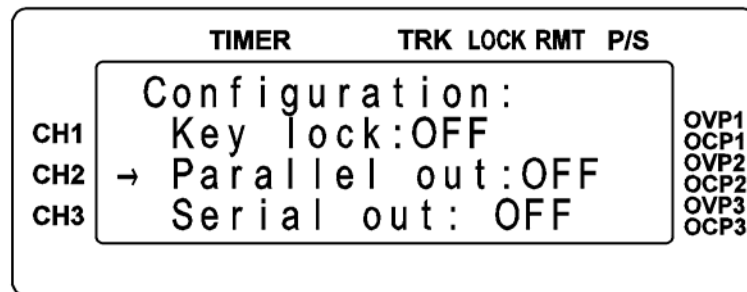 TIMER TRK LOCK RMT P/S
Configuration:
CH1 Key lock:OFF OVP1
OCP1
CH2 → Parallel out:OFF OVP2
OCP2
CH3 Serial out: OFF OVP3
OCP3